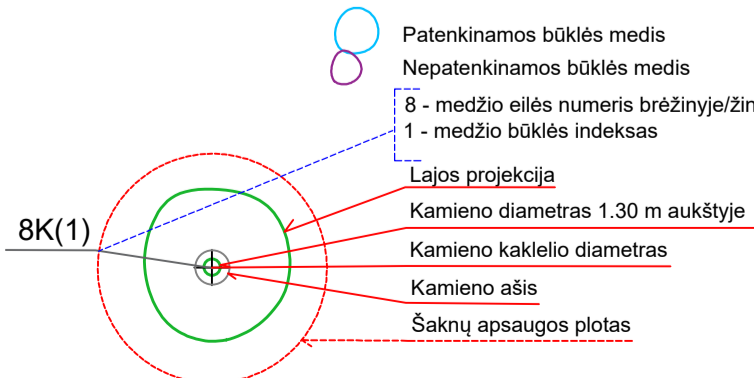 Patenkinamos būklės medis
Nepatenkinamos būklės medis
8 - medžio eilės numeris brėžinyje/žin
1 - medžio būklės indeksas
Lajos projekcija
Kamieno diametras 1.30 m aukštyje
8K(1)
Kamieno kaklelio diametras
Kamieno ašis
Šaknų apsaugos plotas